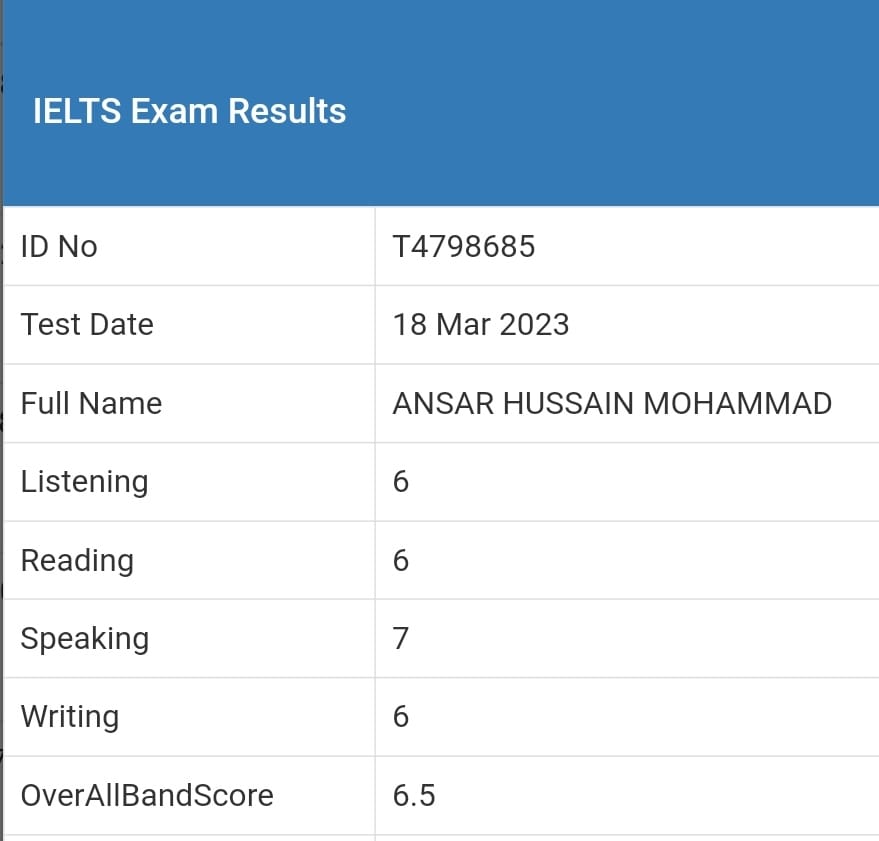 IELTS Exam Results
ID No T4798685
Test Date 18 Mar 2023
Full Name ANSAR HUSSAIN MOHAMMAD
Listening 6
Reading 6
Speaking 7
Writing 6
OverAllBandScore 6.5